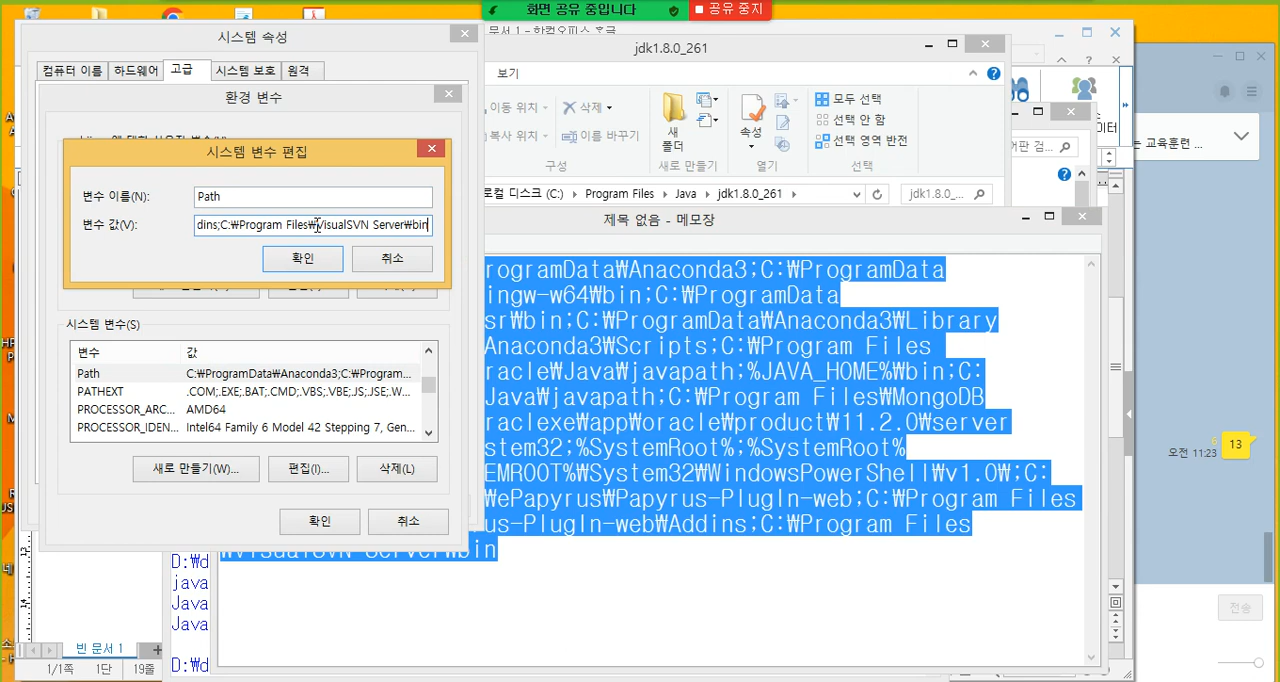 화면 공유 중입니다
공유 중지
시스템 속성
컴퓨터 이름
하드웨어
고급
시스템 보호
원격
환경 변수
시스템 변수 편집
변수 이름(N):
Path
변수 값(V):
dins;C:₩Program Files₩VisualSVN Server₩bin
확인
취소
시스템 변수(S)
변수
값
Path
C:₩ProgramData₩Anaconda3;C:₩Program...
PATHEXT
.COM;.EXE;.BAT;.CMD;.VBS;.VBE;.JS;.JSE;.W...
PROCESSOR_ARC...
AMD64
PROCESSOR_IDEN...
Intel64 Family 6 Model 42 Stepping 7, Gen...
새로 만들기(W)...
편집(I)...
삭제(L)
확인
취소
jdk1.8.0_261
보기
이동 위치
복사 위치
삭제
이름 바꾸기
구성
새
폴더
새로 만들기
속성
열기
모두 선택
선택 안 함
선택 영역 반전
선택
로컬 디스크 (C:)
Program Files
Java
jdk1.8.0_261
jdk1.8.0...
제목 없음 - 메모장
rogramData₩Anaconda3;C:₩ProgramData
ingw-w64₩bin;C:₩ProgramData
sr₩bin;C:₩ProgramData₩Anaconda3₩Library
Anaconda3₩Scripts;C:₩Program Files
racle₩Java₩javapath;%JAVA_HOME%₩bin;C:
Java₩javapath;C:₩Program Files₩MongoDB
raclexe₩app₩oracle₩product₩11.2.0₩server
stem32;%SystemRoot%;%SystemRoot%
EMROOT%₩System32₩WindowsPowerShell₩v1.0₩;C:
₩ePapyrus₩Papyrus-PlugIn-web;C:₩Program Files
us-PlugIn-web₩Addins;C:₩Program Files
₩VisualSVN Server₩bin
D:₩d
java
Java
Java
D:₩d
빈 문서 1
1/1쪽
1단
19줄
교육훈련 ...
오전 11:23
6
13
전송